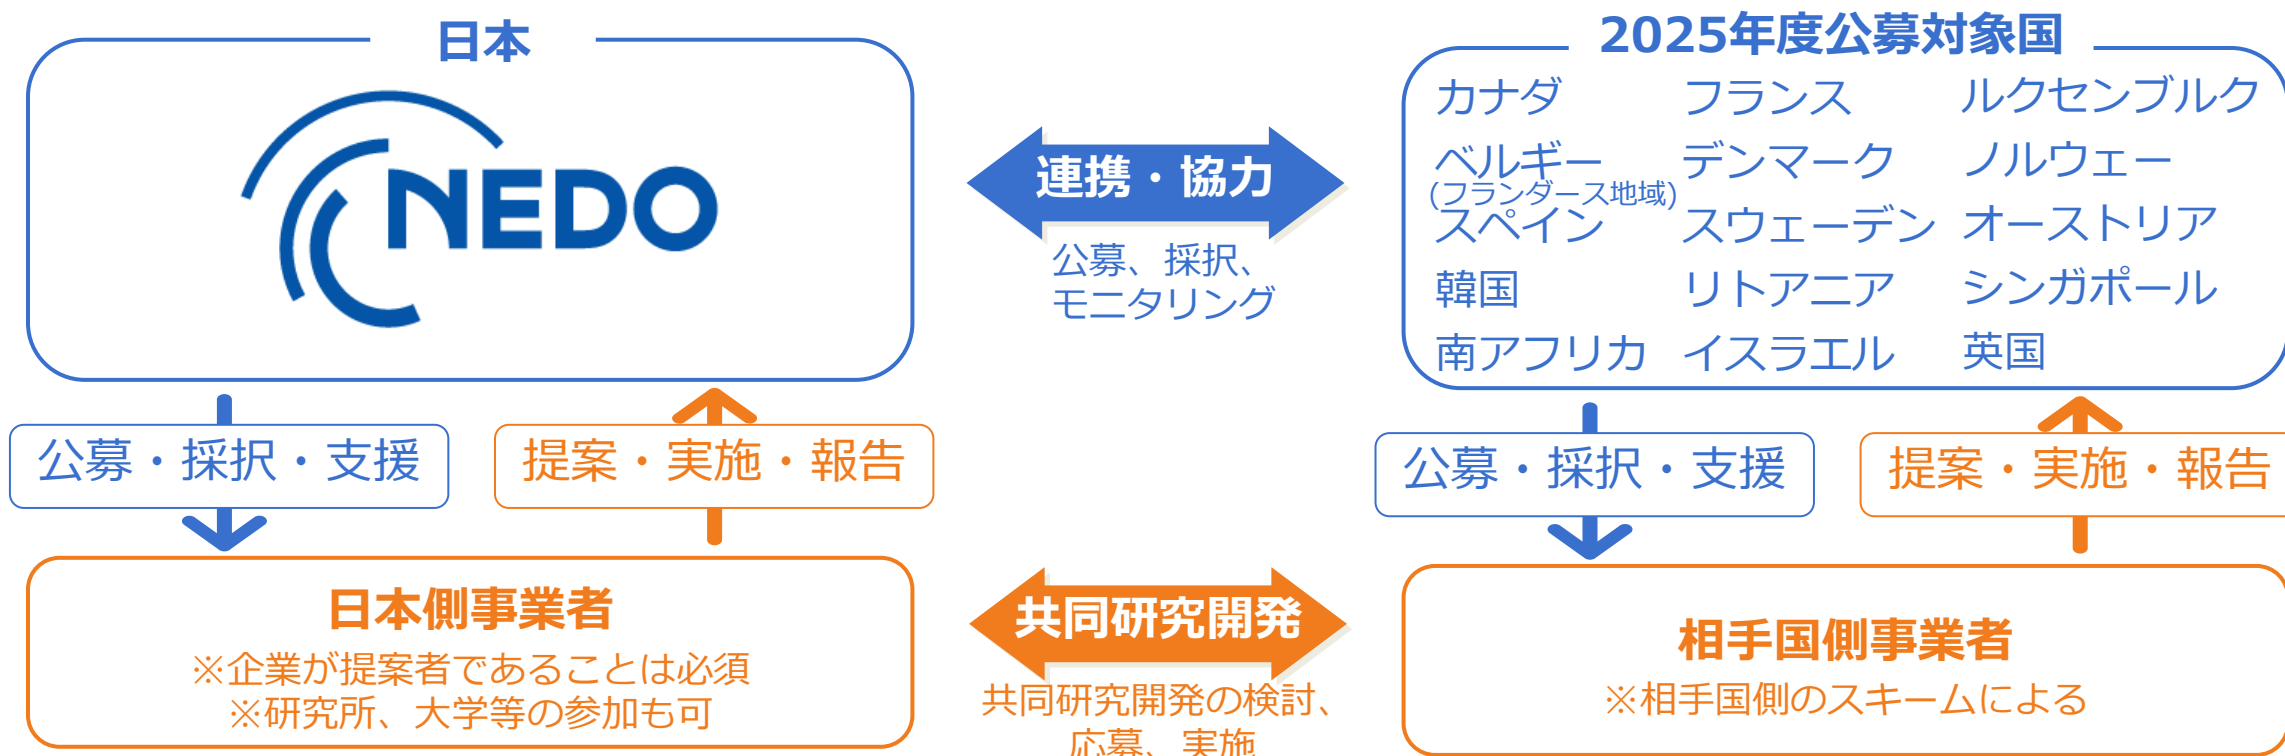 日本
NEDO
連携・協力
公募、採択、
モニタリング
2025年度公募対象国
カナダ フランス ルクセンブルク
ベルギー デンマーク ノルウェー
(フランダース地域)
スペイン スウェーデン オーストリア
韓国 リトアニア シンガポール
南アフリカ イスラエル 英国
公募・採択・支援
提案・実施・報告
公募・採択・支援
提案・実施・報告
日本側事業者
※企業が提案者であることは必須
※研究所、大学等の参加も可
共同研究開発
共同研究開発の検討、
応募、実施
相手国側事業者
※相手国側のスキームによる